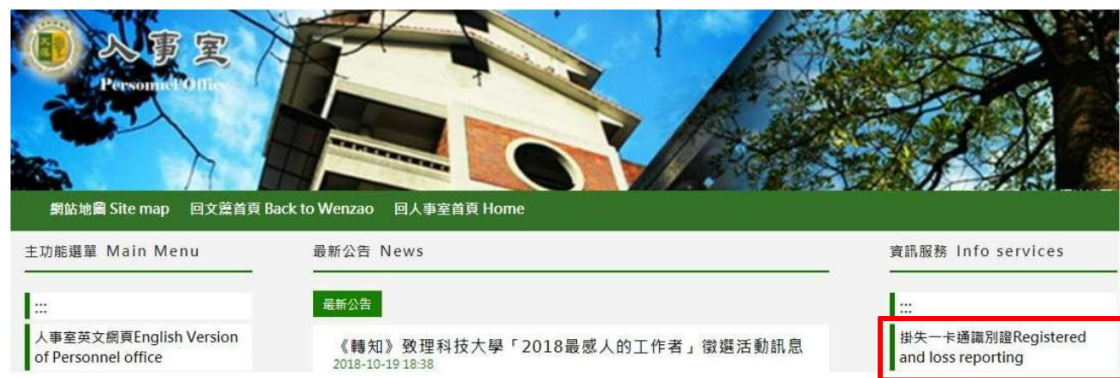 人事室
Personnel Office
網站地圖 Site map 回文藻首頁 Back to Wenzao 回人事室首頁 Home
主功能選單 Main Menu
:::
人事室英文網頁English Version
of Personnel office
最新公告 News
最新公告
《轉知》致理科技大學「2018最感人的工作者」徵選活動訊息
2018-10-19 18:38
資訊服務 Info services
:::
掛失一卡通識別證Registered
and loss reporting